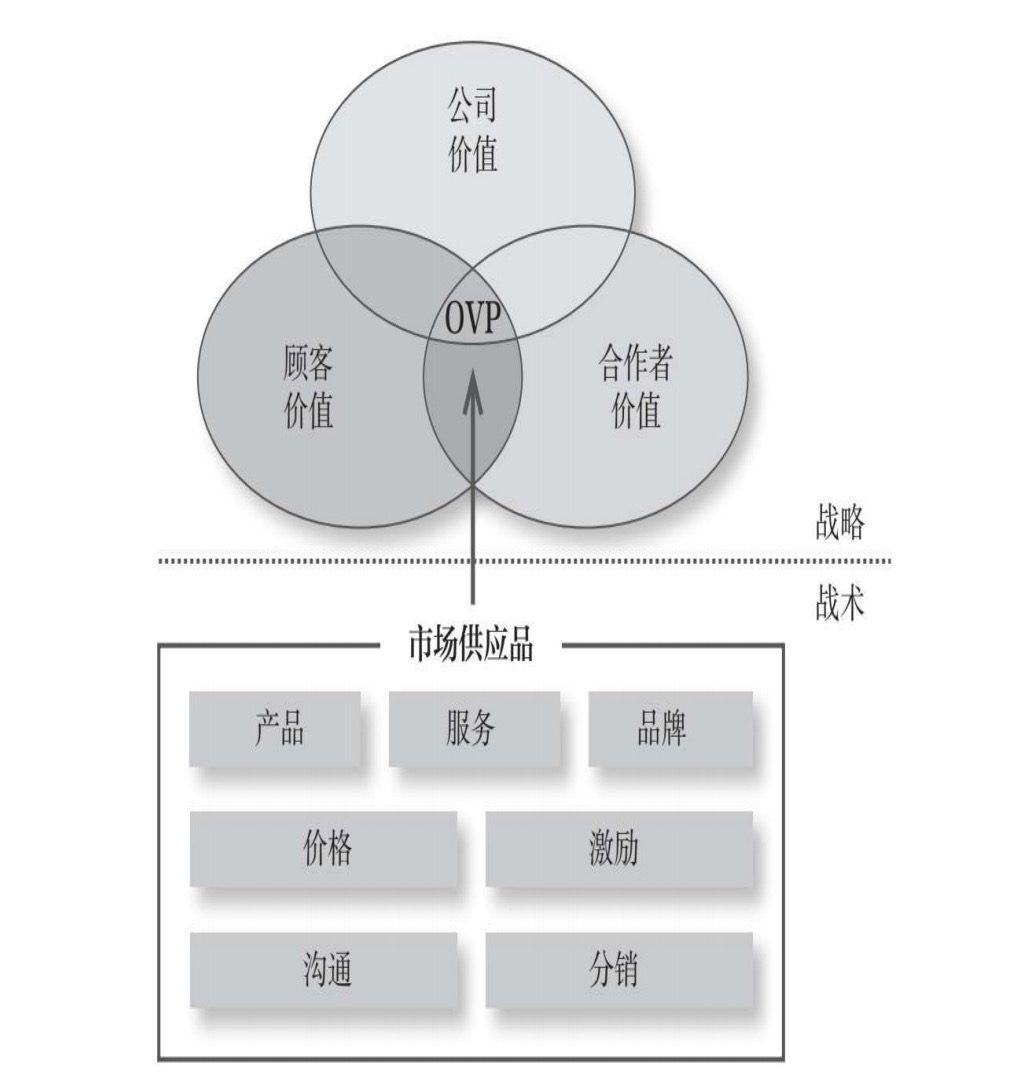 公司
价值
OVP
顾客
价值
合作者
价值
战略
战术
市场供应品
产品 服务 品牌
价格 激励
沟通 分销